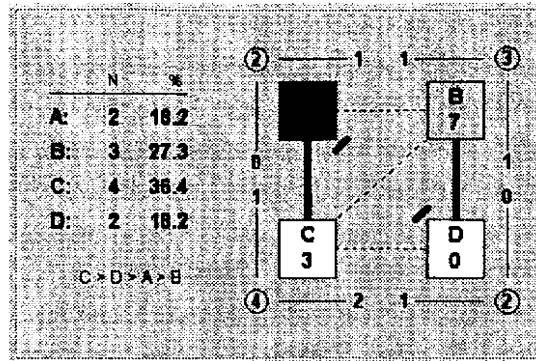 N %
A: 2 18.2
B: 3 27.3
C: 4 36.4
D: 2 18.2
C > D > A > B
2 1 1 3
B
7
0 1
1 0
C D
3 0
4 2 1 2